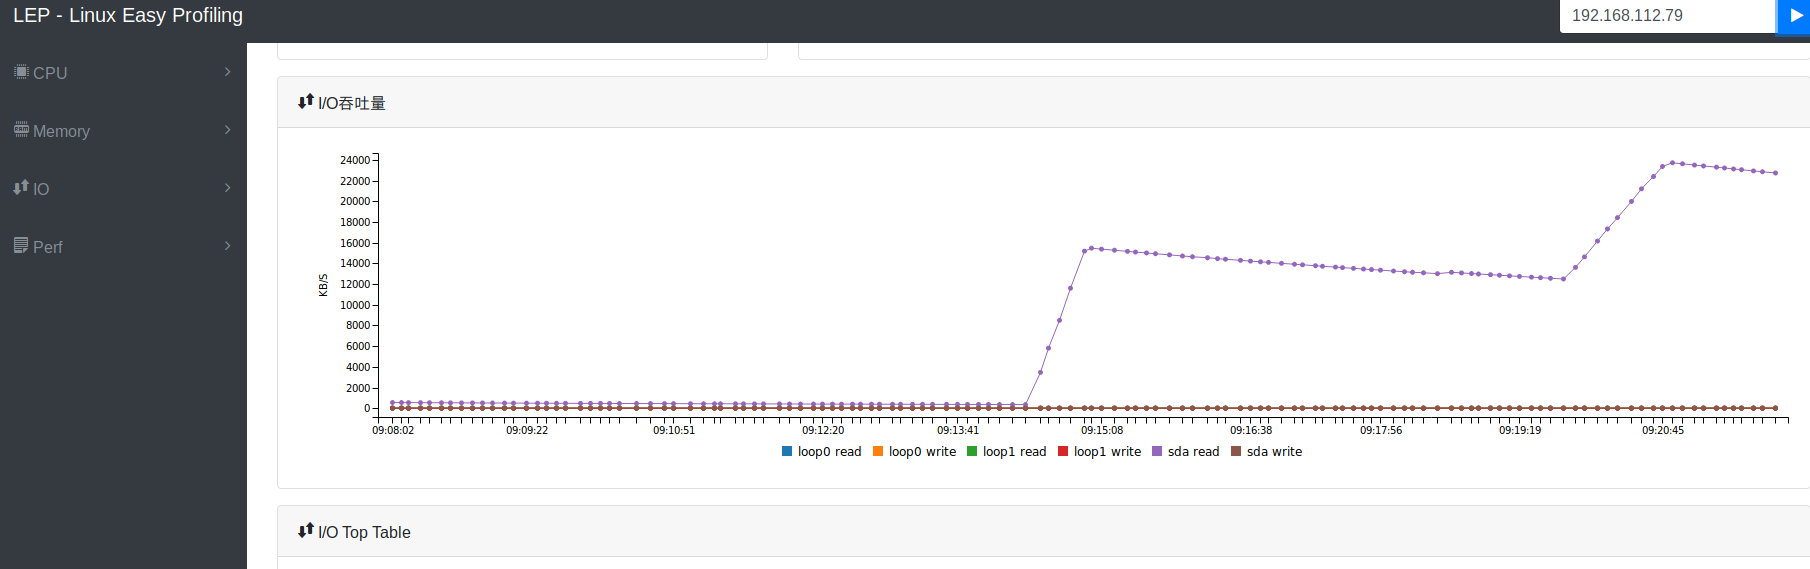 LEP - Linux Easy Profiling
192.168.112.79
CPU
Memory
IO
Perf
I/O吞吐量
24000
22000
20000
18000
16000
14000
12000
10000
8000
6000
4000
2000
0
KB/S
09:08:02 09:09:22 09:10:51 09:12:20 09:13:41 09:15:08 09:16:38 09:17:56 09:19:19 09:20:45
loop0 read loop0 write loop1 read loop1 write sda read sda write
I/O Top Table